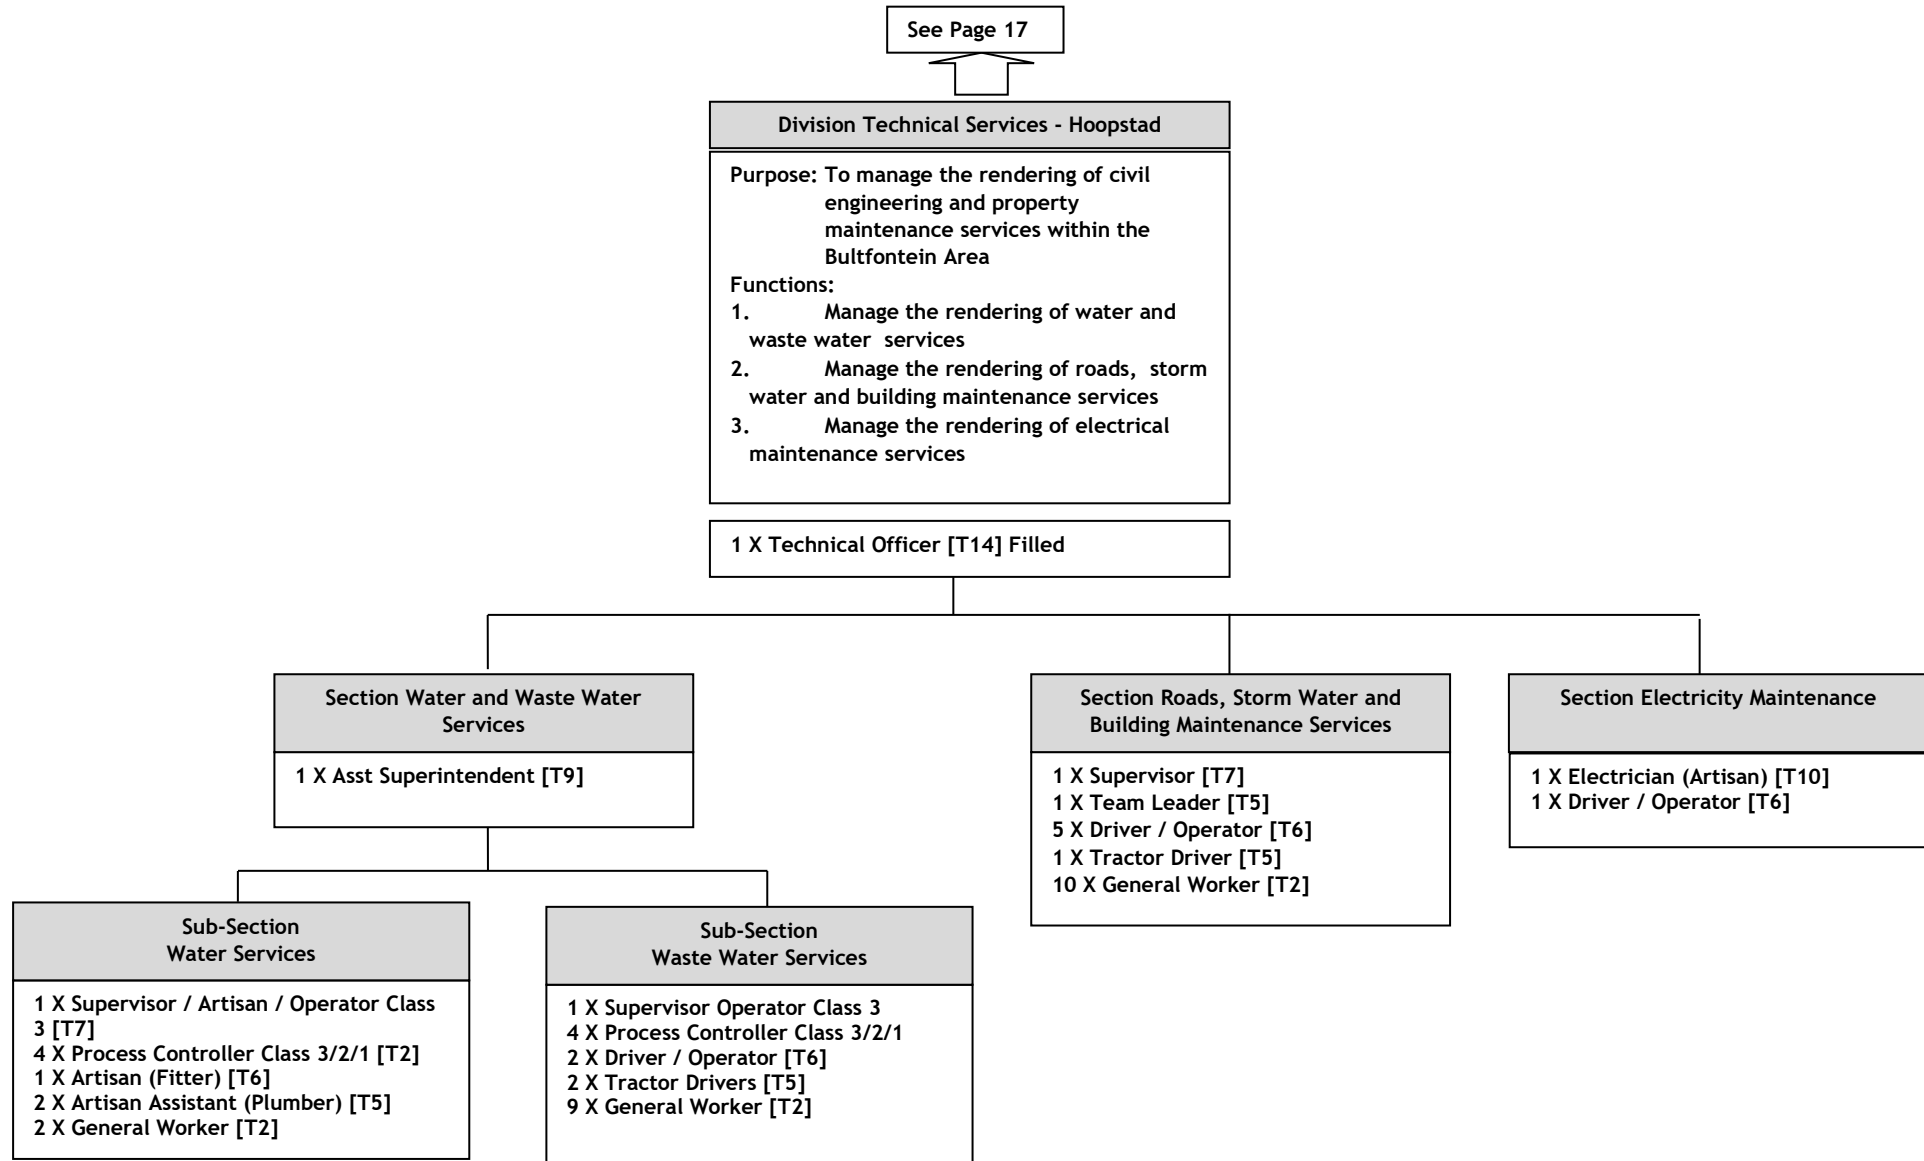 See Page 17
Division Technical Services - Hoopstad
Purpose: To manage the rendering of civil
engineering and property
maintenance services within the
Bultfontein Area
Functions:
1. Manage the rendering of water and
waste water services
2. Manage the rendering of roads, storm
water and building maintenance services
3. Manage the rendering of electrical
maintenance services
1 X Technical Officer [T14] Filled
Section Water and Waste Water
Services
1 X Asst Superintendent [T9]
Section Roads, Storm Water and
Building Maintenance Services
1 X Supervisor [T7]
1 X Team Leader [T5]
5 X Driver / Operator [T6]
1 X Tractor Driver [T5]
10 X General Worker [T2]
Section Electricity Maintenance
1 X Electrician (Artisan) [T10]
1 X Driver / Operator [T6]
Sub-Section
Water Services
1 X Supervisor / Artisan / Operator Class
3 [T7]
4 X Process Controller Class 3/2/1 [T2]
1 X Artisan (Fitter) [T6]
2 X Artisan Assistant (Plumber) [T5]
2 X General Worker [T2]
Sub-Section
Waste Water Services
1 X Supervisor Operator Class 3
4 X Process Controller Class 3/2/1
2 X Driver / Operator [T6]
2 X Tractor Drivers [T5]
9 X General Worker [T2]